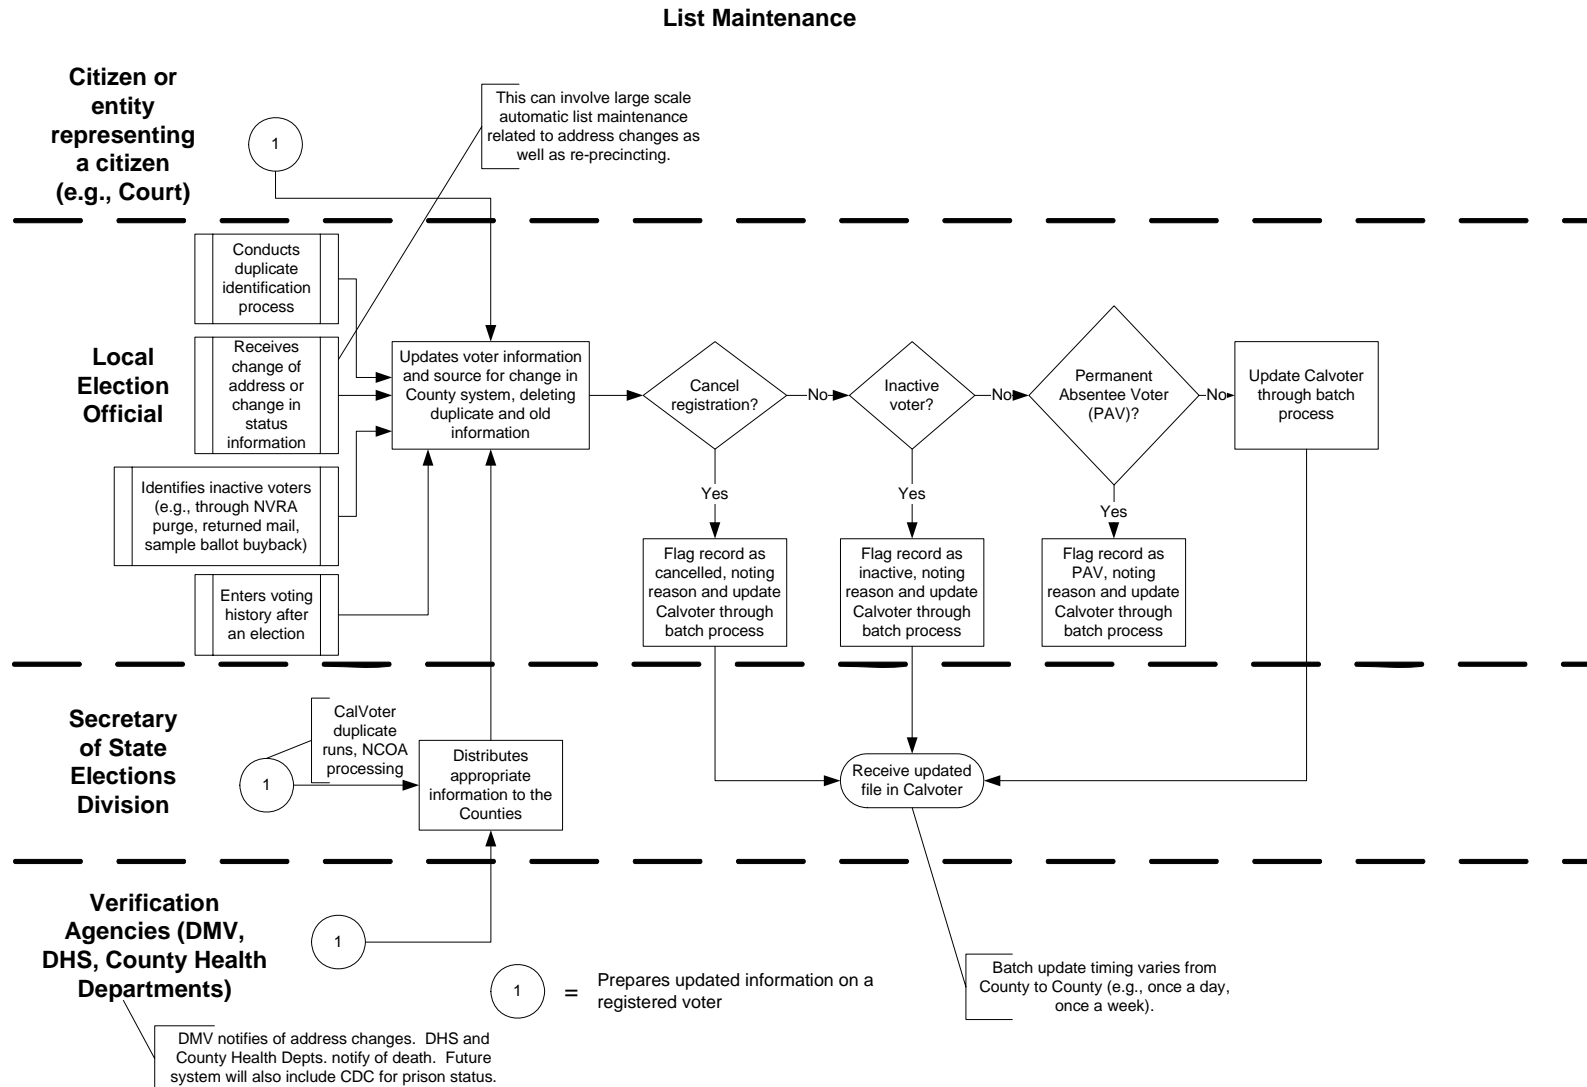 List Maintenance
Citizen or
entity
representing
a citizen
(e.g., Court)
1
This can involve large scale
automatic list maintenance
related to address changes as
well as re-precincting.
Local
Election
Official
Conducts
duplicate
identification
process
Receives
change of
address or
change in
status
information
Identifies inactive voters
(e.g., through NVRA
purge, returned mail,
sample ballot buyback)
Enters voting
history after
an election
Updates voter information
and source for change in
County system, deleting
duplicate and old
information
Cancel
registration?
No
Inactive
voter?
No
Permanent
Absentee Voter
(PAV)?
No
Update Calvoter
through batch
process
Yes
Yes
Yes
Flag record as
cancelled, noting
reason and update
Calvoter through
batch process
Flag record as
inactive, noting
reason and update
Calvoter through
batch process
Flag record as
PAV, noting
reason and update
Calvoter through
batch process
Secretary
of State
Elections
Division
1
CalVoter
duplicate
runs, NCOA
processing
Distributes
appropriate
information to the
Counties
Receive updated
file in Calvoter
Verification
Agencies (DMV,
DHS, County Health
Departments)
1
1 = Prepares updated information on a
registered voter
Batch update timing varies from
County to County (e.g., once a day,
once a week).
DMV notifies of address changes. DHS and
County Health Depts. notify of death. Future
system will also include CDC for prison status.